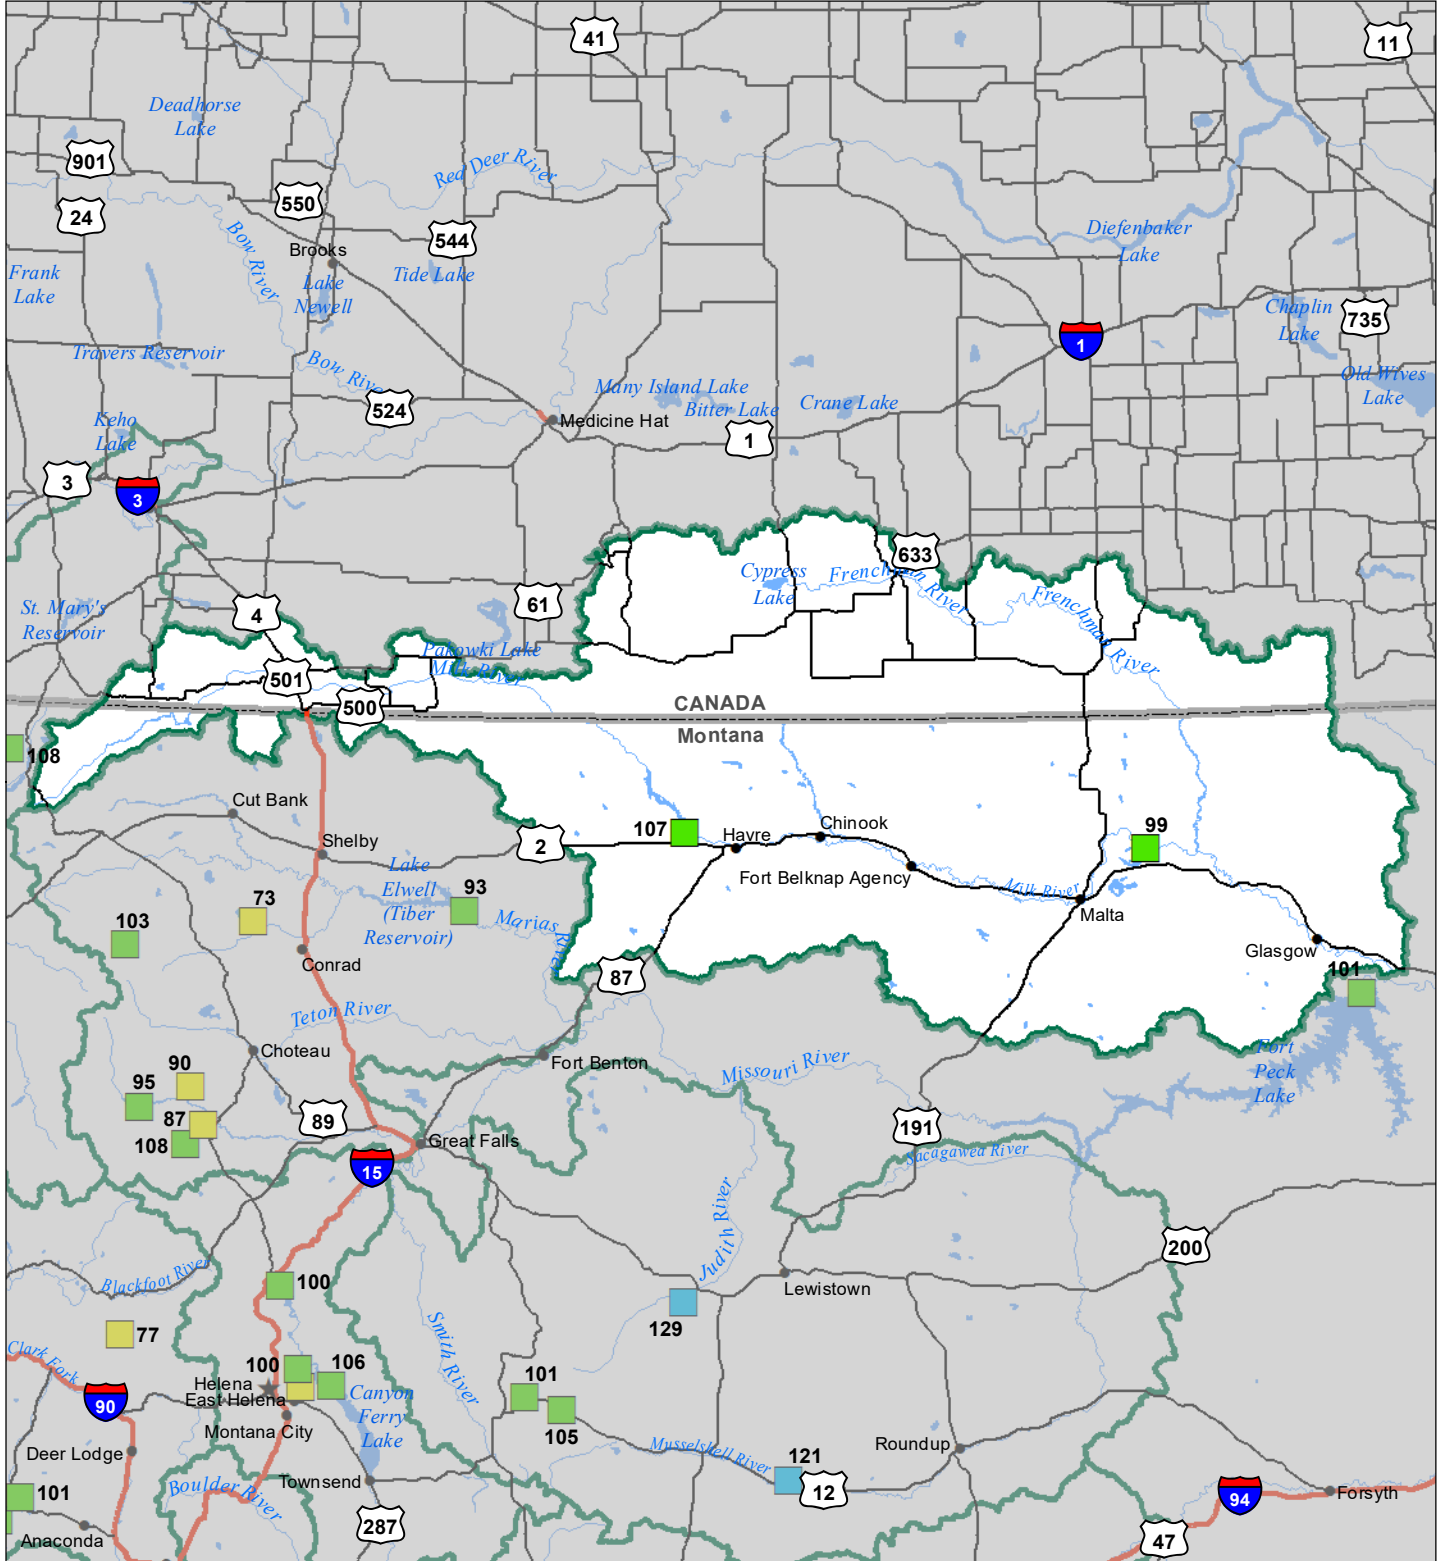 41
11
Deadhorse
Lake
901
Red Deer River
550
24
544
Bow River
Brooks
Diefenbaker
Lake
Frank
Lake
Lake
Newell
Tide Lake
Chaplin
Lake
735
1
Travers Reservoir
Bow River
Many Island Lake
Old Wives
Lake
524
Bitter Lake
Crane Lake
Keho
Lake
Medicine Hat
1
3
3
633
Cypress
Lake
Frenchman River
Frenchman River
61
St. Mary's
Reservoir
4
Pakowki Lake
Milk River
501
500
CANADA
Montana
108
Cut Bank
107
Havre
Chinook
99
Shelby
2
Lake
Elwell
(Tiber
Reservoir)
93
Fort Belknap Agency
Milk River
73
Malta
103
Marias River
Glasgow
Conrad
87
101
Teton River
Choteau
Fort Benton
Missouri River
Fort
Peck
Lake
90
95
87
89
108
191
Great Falls
15
Sacagawea River
Judith River
200
Blackfoot River
100
Lewistown
129
77
Smith River
Clark Fork
100
106
101
Helena
East Helena
Canyon
Ferry
Lake
90
Montana City
105
Deer Lodge
Musselshell River
Roundup
121
Townsend
12
Boulder River
101
94
Forsyth
287
Anaconda
47